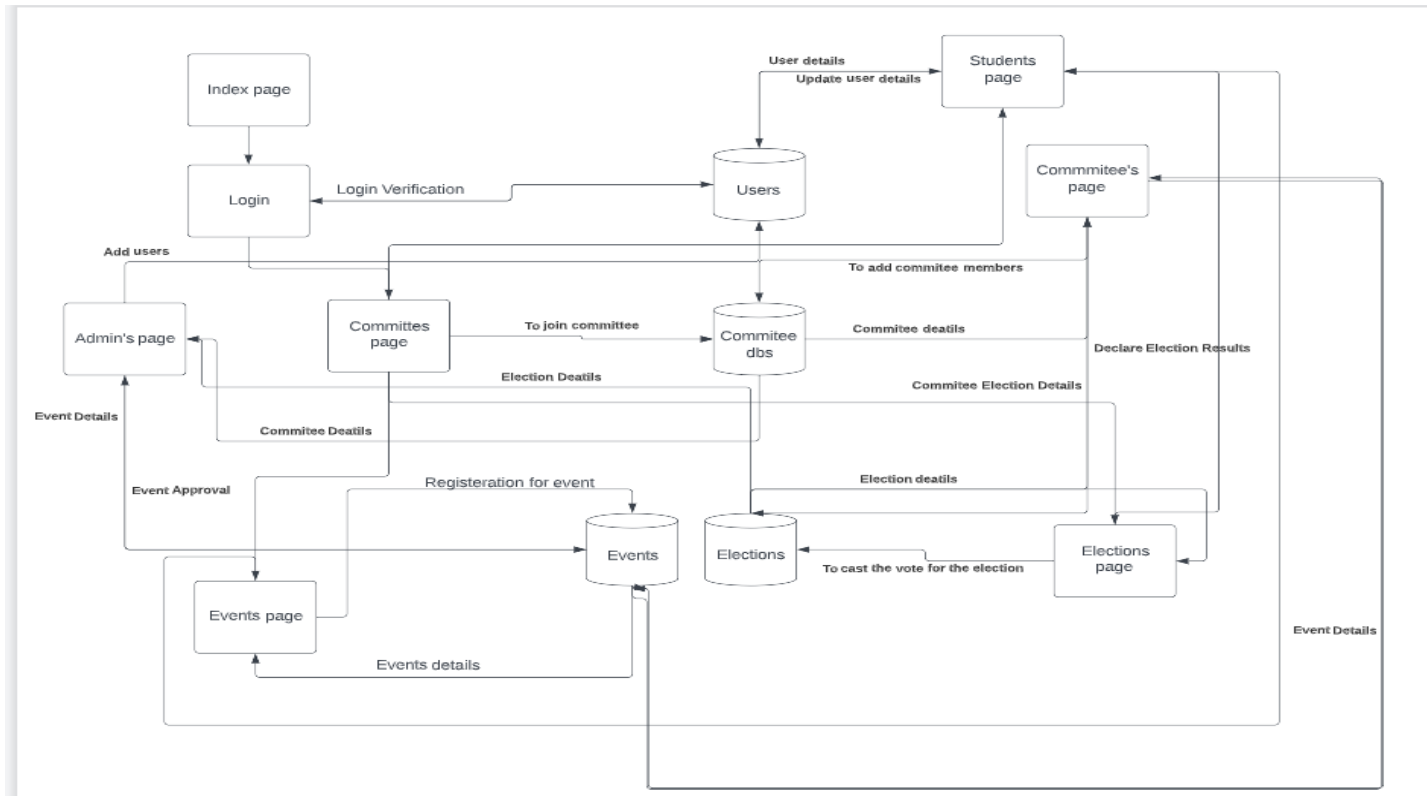 Students
page
User details
Update user details
Index page
Commmitee's
page
Login
Login Verification
Users
Add users
To add commitee members
Committes
page
To join committee
Commitee
dbs
Commitee deatils
Admin's page
Declare Election Results
Election Deatils
Commitee Election Details
Event Details
Commitee Deatils
Registeration for event
Election deatils
Event Approval
Events
Elections
Elections
page
To cast the vote for the election
Events page
Event Details
Events details